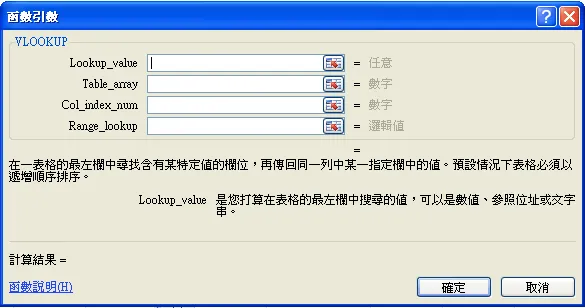 函數引數
VLOOKUP
Lookup_value = 任意
Table_array = 數字
Col_index_num = 數字
Range_lookup = 邏輯值
=
在一表格的最左欄中尋找含有某特定值的欄位，再傳回同一列中某一指定欄中的值。預設情況下表格必須以
遞增順序排序。
Lookup_value 是您打算在表格的最左欄中搜尋的值，可以是數值、參照位址或文字
串。
計算結果 =
函數說明(H)
確定
取消